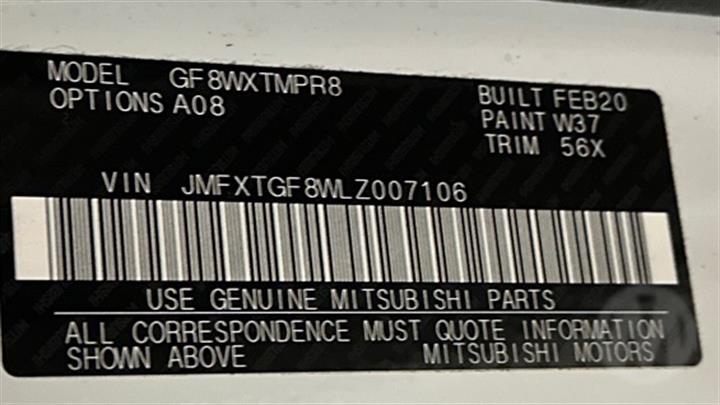 MODEL GF8WXTMPR8
OPTIONS A08
BUILT FEB20
PAINT W37
TRIM 56X
VIN JMFXTGF8WLZ007106
USE GENUINE MITSUBISHI PARTS
ALL CORRESPONDENCE MUST QUOTE INFORMATION
SHOWN ABOVE MITSUBISHI MOTORS